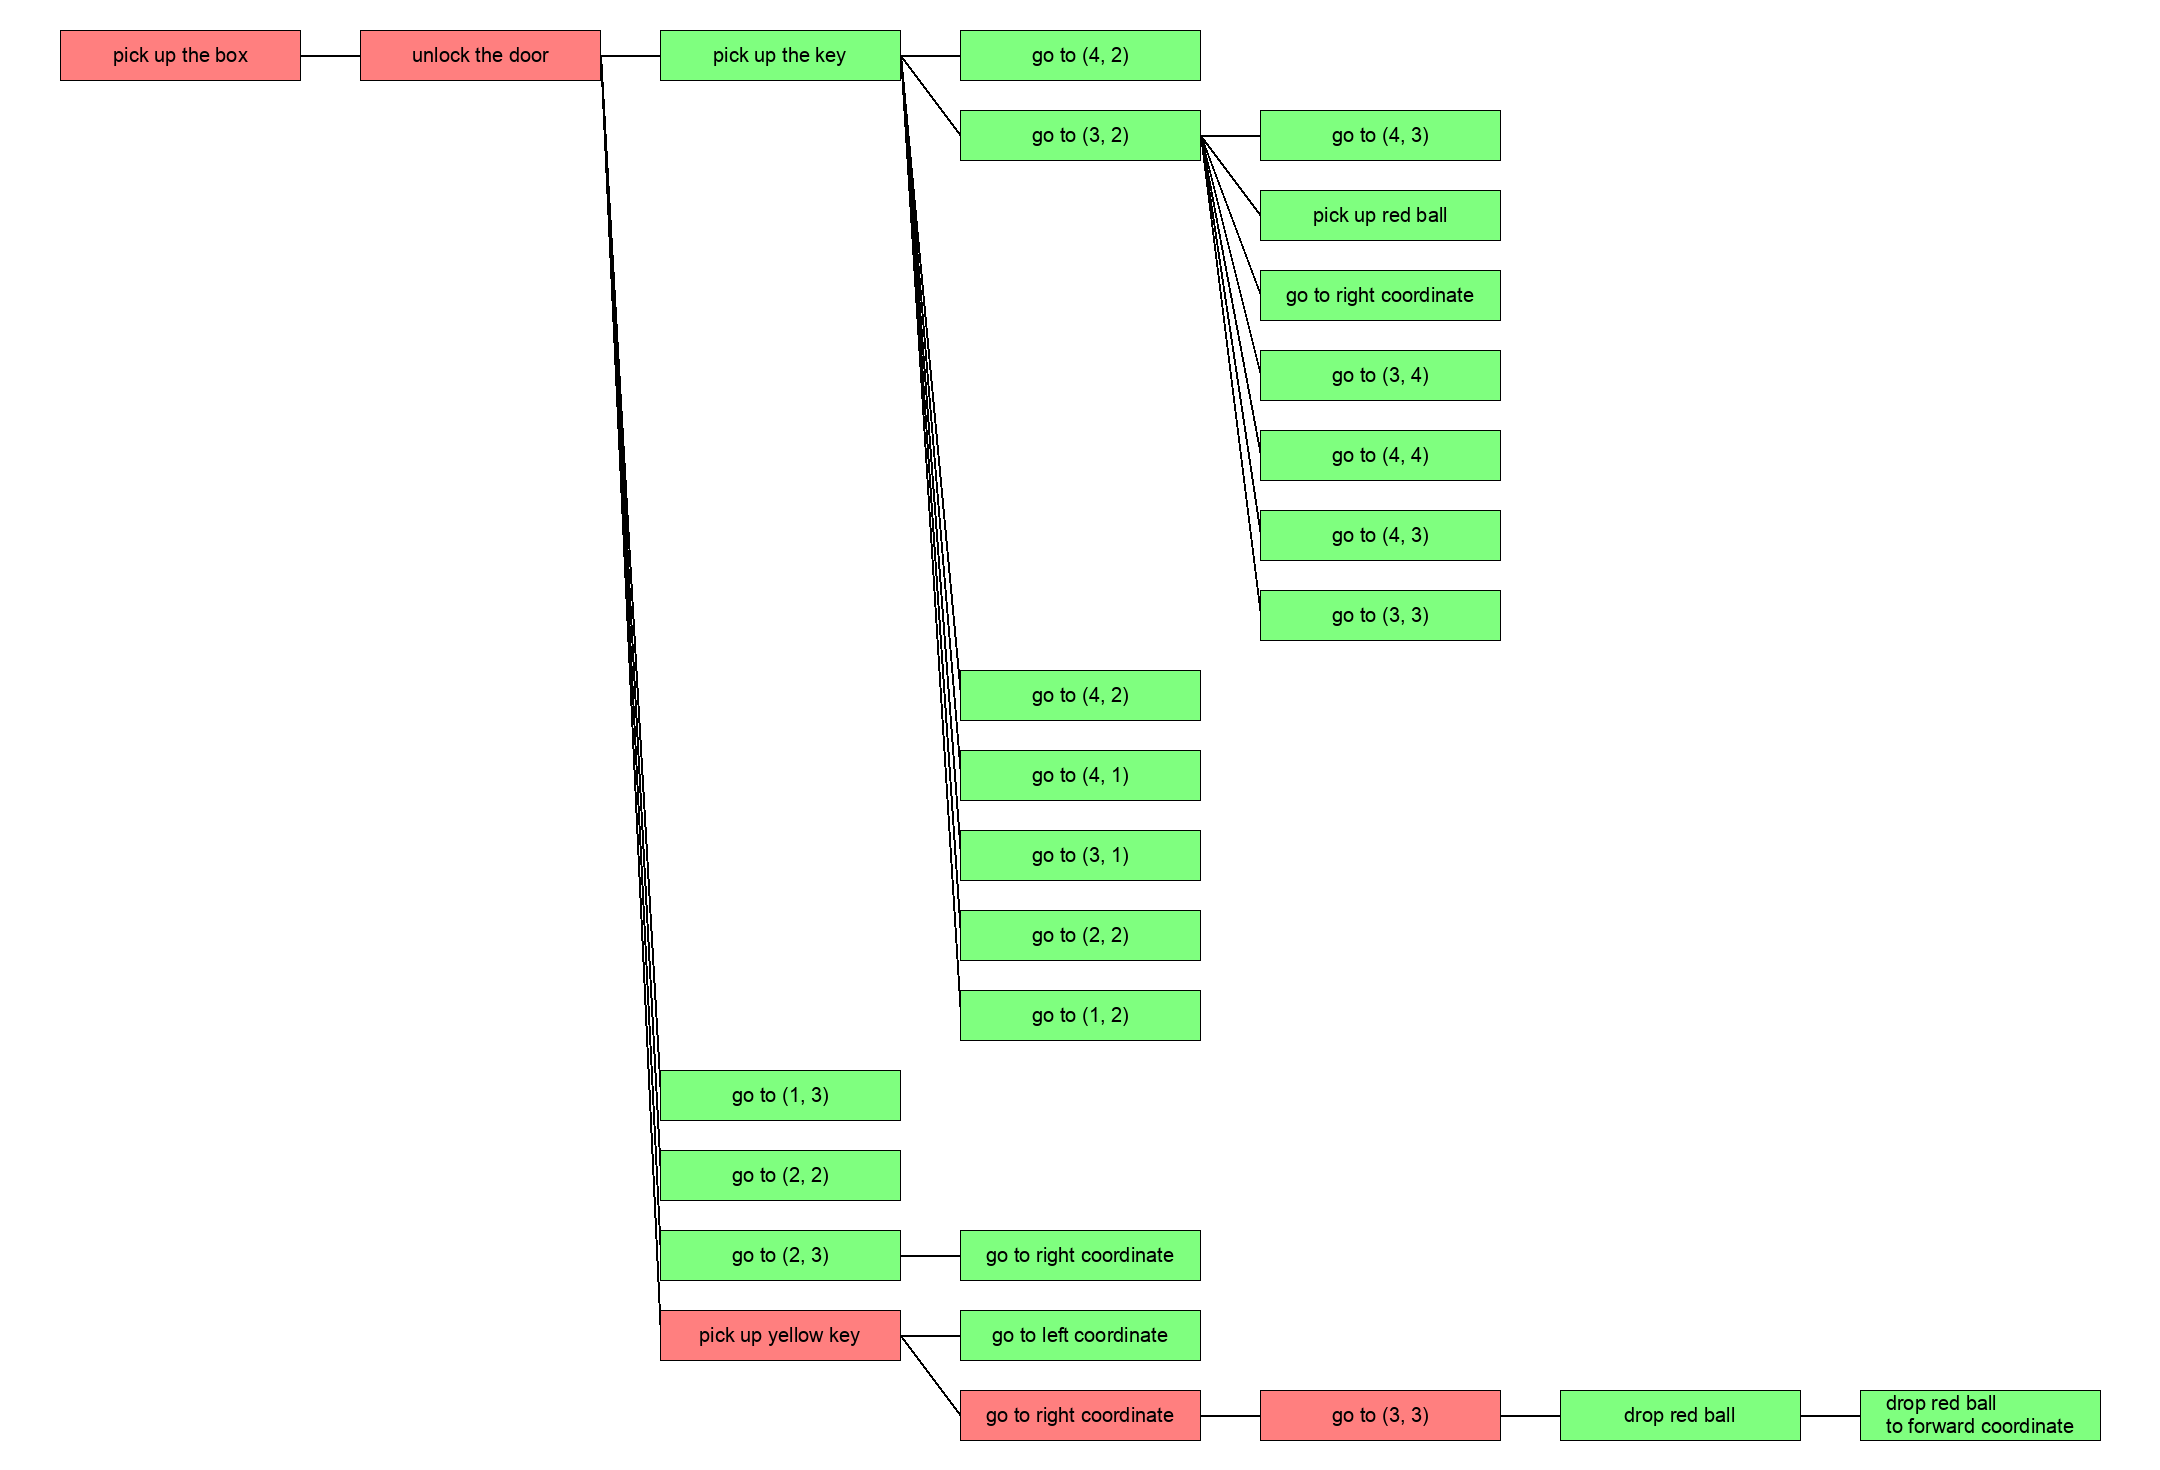 pick up the box
unlock the door
pick up the key
go to (4, 2)
go to (3, 2)
go to (4, 3)
pick up red ball
go to right coordinate
go to (3, 4)
go to (4, 4)
go to (4, 3)
go to (3, 3)
go to (4, 2)
go to (4, 1)
go to (3, 1)
go to (2, 2)
go to (1, 2)
go to (1, 3)
go to (2, 2)
go to (2, 3)
go to right coordinate
pick up yellow key
go to left coordinate
go to right coordinate
go to (3, 3)
drop red ball
drop red ball
to forward coordinate